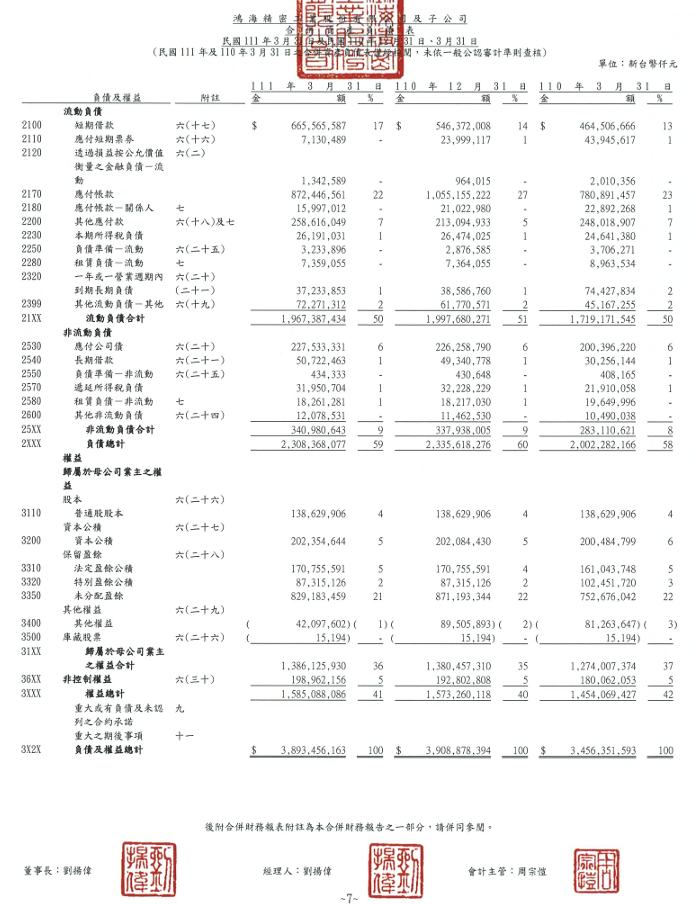 鴻海精密工業股份有限公司及子公司
合併資產負債表
民國111年3月31日及民國110年12月31日、3月31日
(民國111年及110年3月31日之合併資產負債表僅經核閱，未依一般公認審計準則查核)
單位：新台幣仟元
111 年 3 月 31 日 110 年 12 月 31 日 110 年 3 月 31 日
負債及權益 附註 金 額 % 金 額 % 金 額 %
流動負債
2100 短期借款 六(十七) $ 665,565,587 17 $ 546,372,008 14 $ 464,506,666 13
2110 應付短期票券 六(十六) 7,130,489 - 23,999,117 1 43,945,617 1
2120 透過損益按公允價值 六(二)
衡量之金融負債－流
動 1,342,589 - 964,015 - 2,010,356 -
2170 應付帳款 872,446,561 22 1,055,155,222 27 780,891,457 23
2180 應付帳款－關係人 七 15,997,012 - 21,022,980 - 22,892,268 1
2200 其他應付款 六(十八)及七 258,616,049 7 213,094,933 5 248,018,907 7
2230 本期所得稅負債 26,191,031 1 26,474,025 1 24,641,380 1
2250 負債準備－流動 六(二十五) 3,233,896 - 2,876,585 - 3,706,271 -
2280 租賃負債－流動 七 7,359,055 - 7,364,055 - 8,963,534 -
2320 一年或一營業週期內 六(二十)
到期長期負債 (二十一) 37,233,853 1 38,586,760 1 74,427,834 2
2399 其他流動負債－其他 六(十九) 72,271,312 2 61,770,571 2 45,167,255 2
21XX 流動負債合計 1,967,387,434 50 1,997,680,271 51 1,719,171,545 50
非流動負債
2530 應付公司債 六(二十) 227,533,331 6 226,258,790 6 200,396,220 6
2540 長期借款 六(二十一) 50,722,463 1 49,340,778 1 30,256,144 1
2550 負債準備－非流動 六(二十五) 434,333 - 430,648 - 408,165 -
2570 遞延所得稅負債 31,950,704 1 32,228,229 1 21,910,058 1
2580 租賃負債－非流動 七 18,261,281 1 18,217,030 1 19,649,996 -
2600 其他非流動負債 六(二十四) 12,078,531 - 11,462,530 - 10,490,038 -
25XX 非流動負債合計 340,980,643 9 337,938,005 9 283,110,621 8
2XXX 負債總計 2,308,368,077 59 2,335,618,276 60 2,002,282,166 58
權益
歸屬於母公司業主之權
益
股本 六(二十六)
3110 普通股股本 138,629,906 4 138,629,906 4 138,629,906 4
資本公積 六(二十七)
3200 資本公積 202,354,644 5 202,084,430 5 200,484,799 6
保留盈餘 六(二十八)
3310 法定盈餘公積 170,755,591 5 170,755,591 4 161,043,748 5
3320 特別盈餘公積 87,315,126 2 87,315,126 2 102,451,720 3
3350 未分配盈餘 829,183,459 21 871,193,344 22 752,676,042 22
其他權益 六(二十九)
3400 其他權益 ( 42,097,602) ( 1) ( 89,505,893) ( 2) ( 81,263,647) ( 3)
3500 庫藏股票 六(二十六) ( 15,194) - ( 15,194) - ( 15,194) -
31XX 歸屬於母公司業主
之權益合計 1,386,125,930 36 1,380,457,310 35 1,274,007,374 37
36XX 非控制權益 六(三十) 198,962,156 5 192,802,808 5 180,062,053 5
3XXX 權益總計 1,585,088,086 41 1,573,260,118 40 1,454,069,427 42
重大或有負債及未認 九
列之合約承諾
重大之期後事項 十一
3X2X 負債及權益總計 $ 3,893,456,163 100 $ 3,908,878,394 100 $ 3,456,351,593 100
後附合併財務報表附註為本合併財務報告之一部分，請併同參閱。
董事長：劉揚偉 經理人：劉揚偉 會計主管：周宗愷
~7~